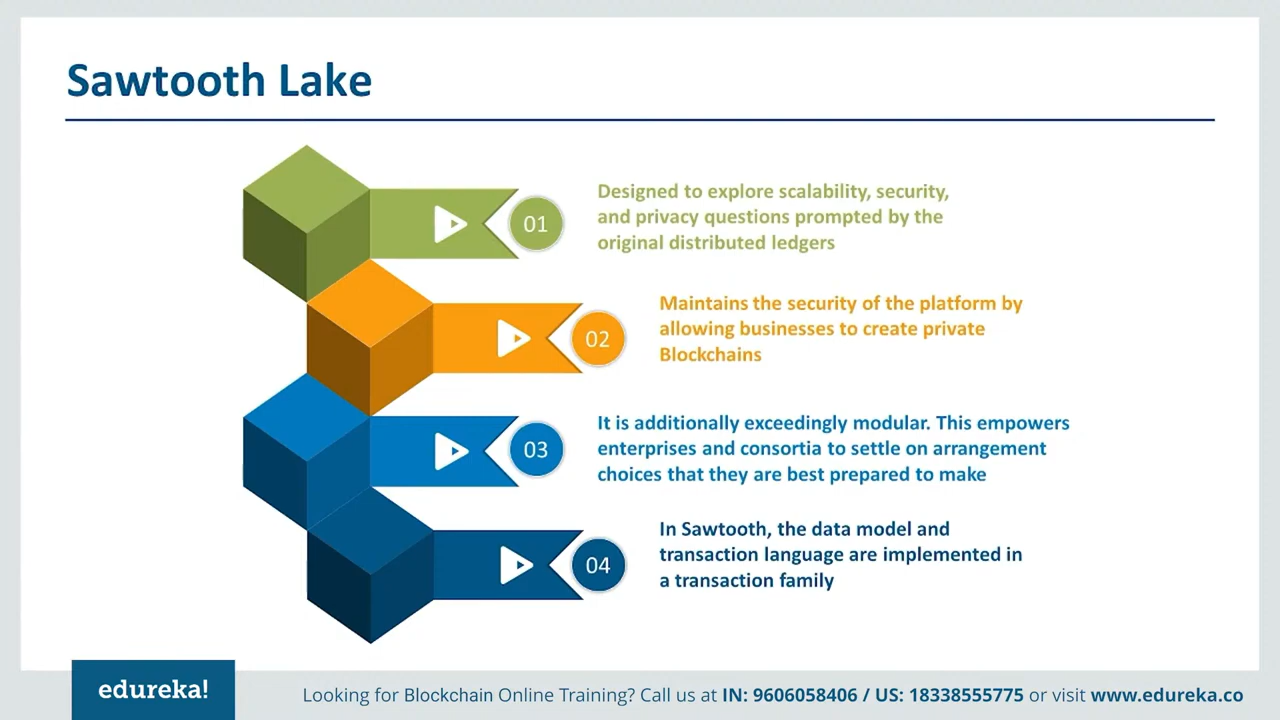 Sawtooth Lake
01
Designed to explore scalability, security,
and privacy questions prompted by the
original distributed ledgers
02
Maintains the security of the platform by
allowing businesses to create private
Blockchains
03
It is additionally exceedingly modular. This empowers
enterprises and consortia to settle on arrangement
choices that they are best prepared to make
04
In Sawtooth, the data model and
transaction language are implemented in
a transaction family
edureka!
Looking for Blockchain Online Training? Call us at IN: 9606058406 / US: 18338555775 or visit www.edureka.co